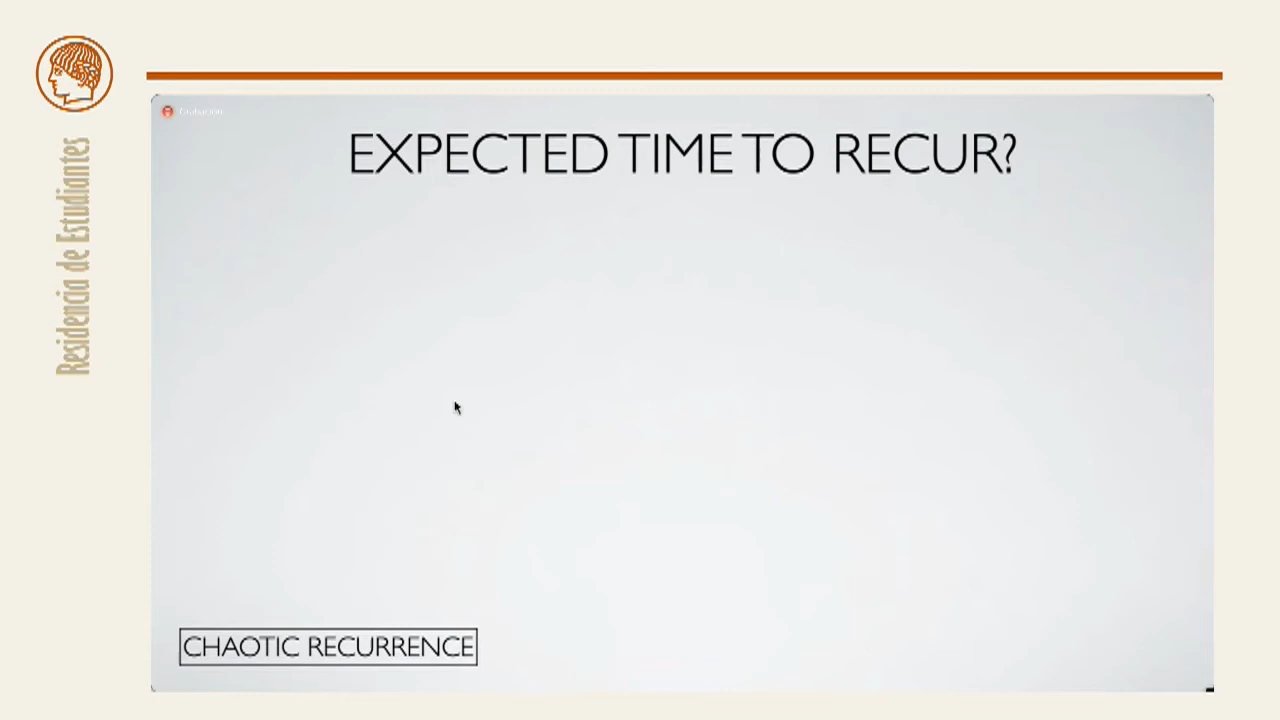 Residencia de Estudiantes
EXPECTED TIME TO RECUR?
CHAOTIC RECURRENCE